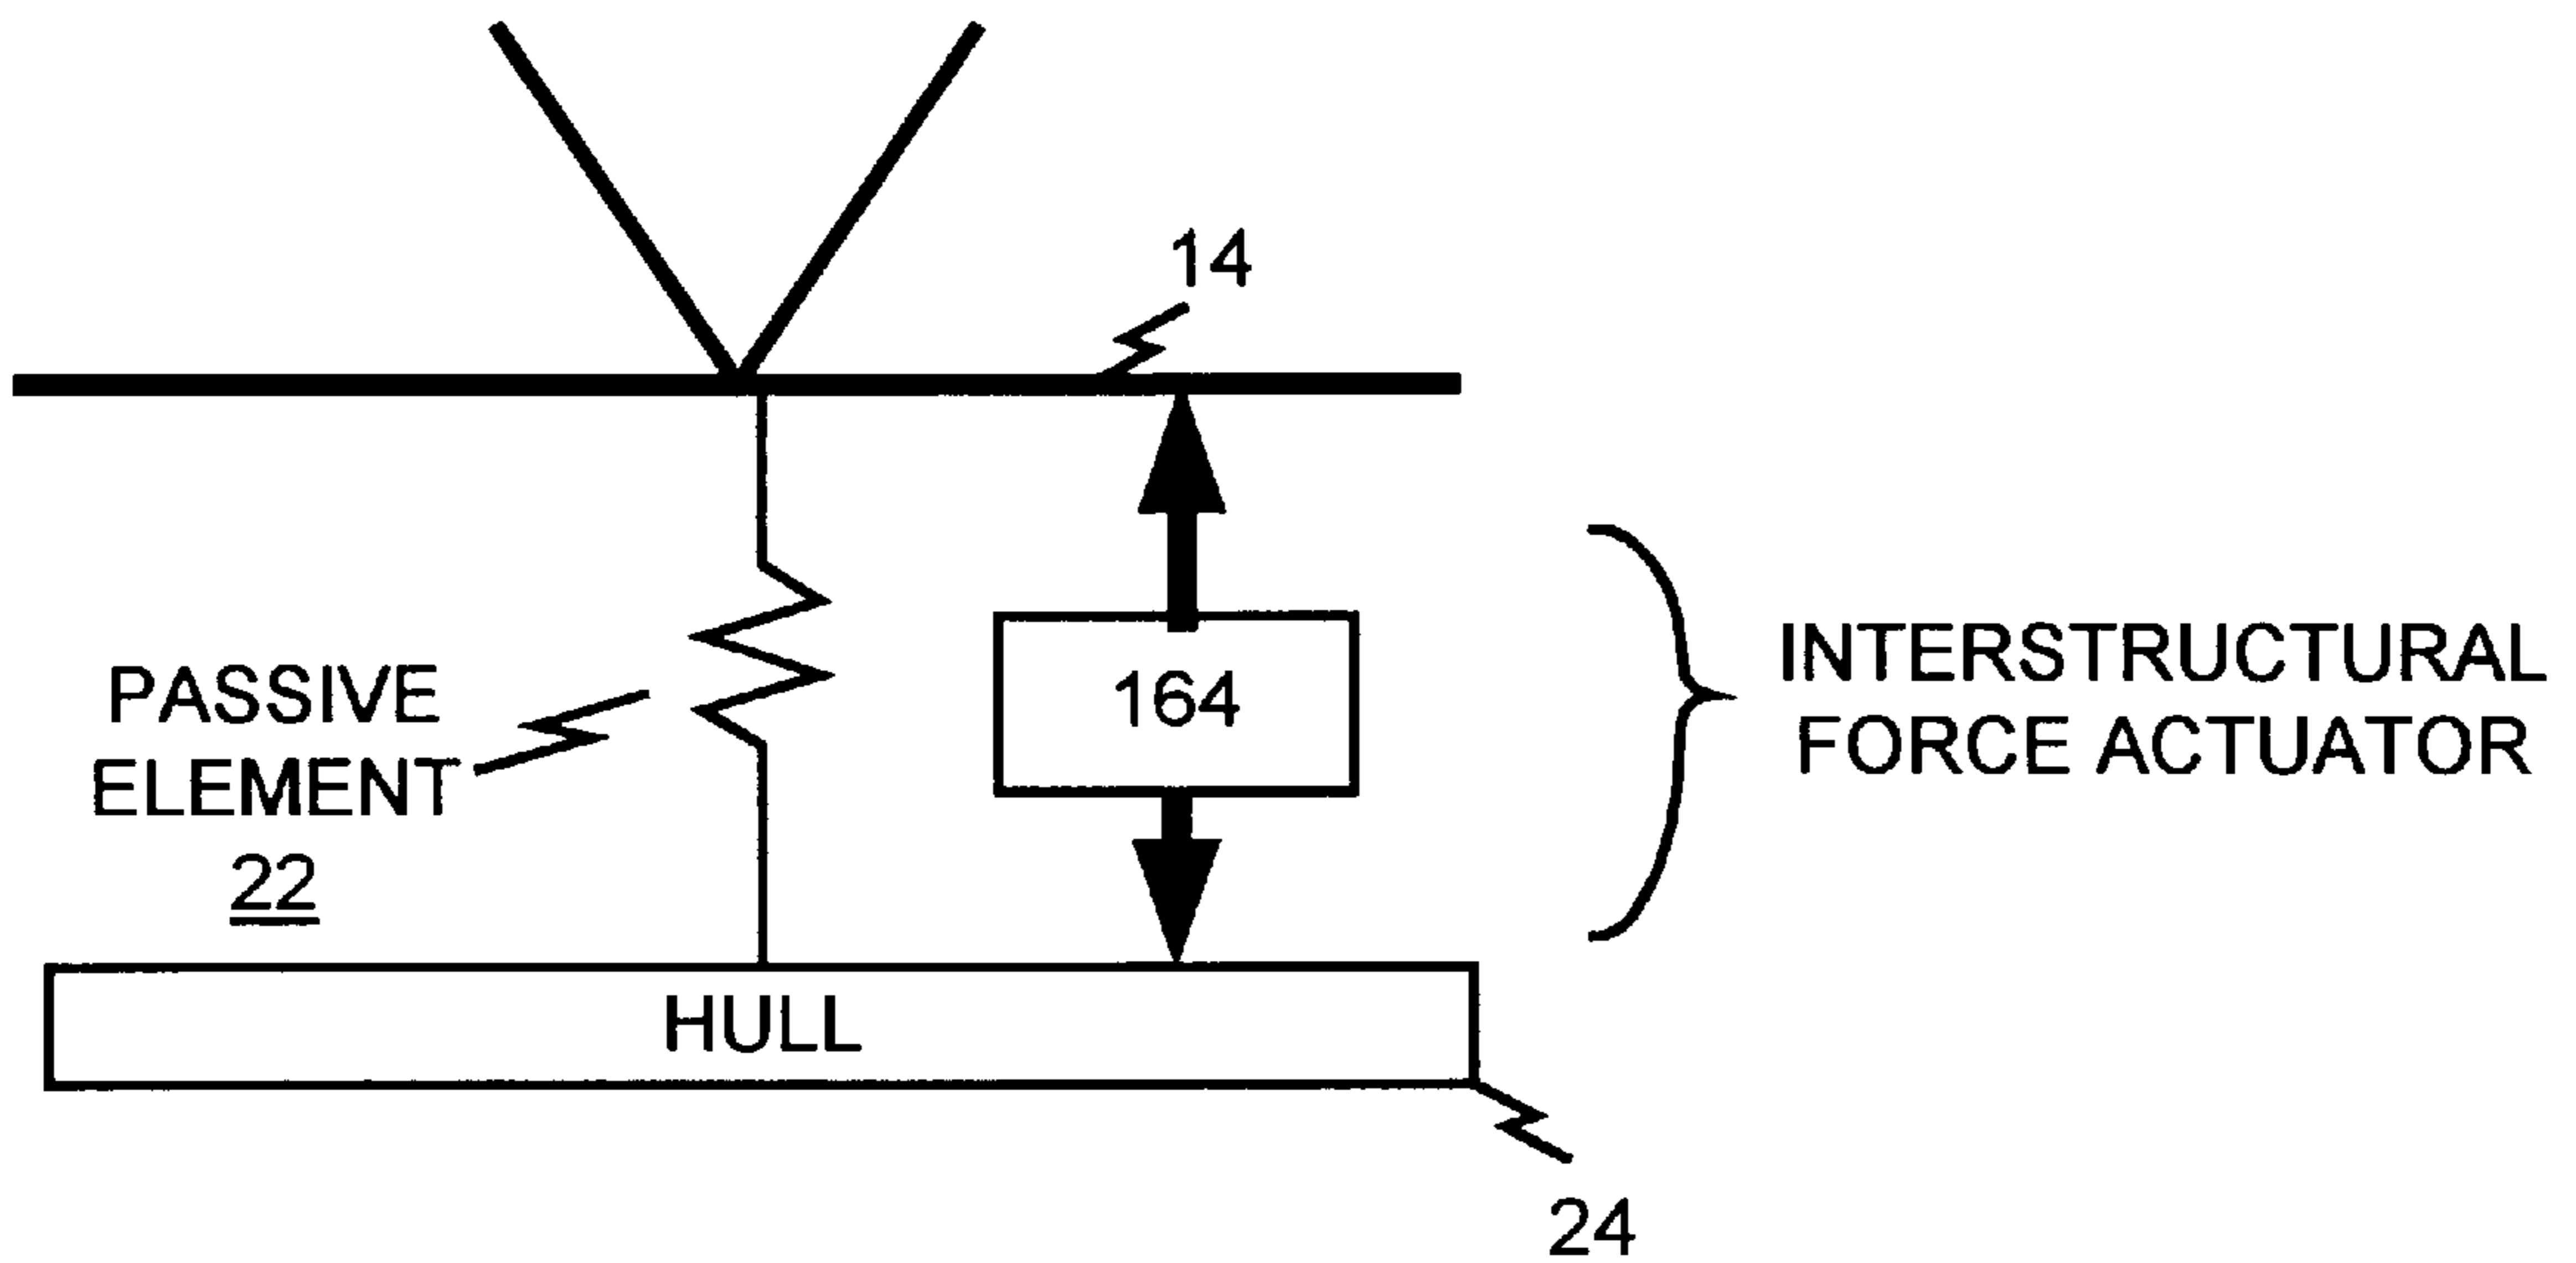 14
PASSIVE
ELEMENT
22
164
INTERSTRUCTURAL
FORCE ACTUATOR
HULL
24